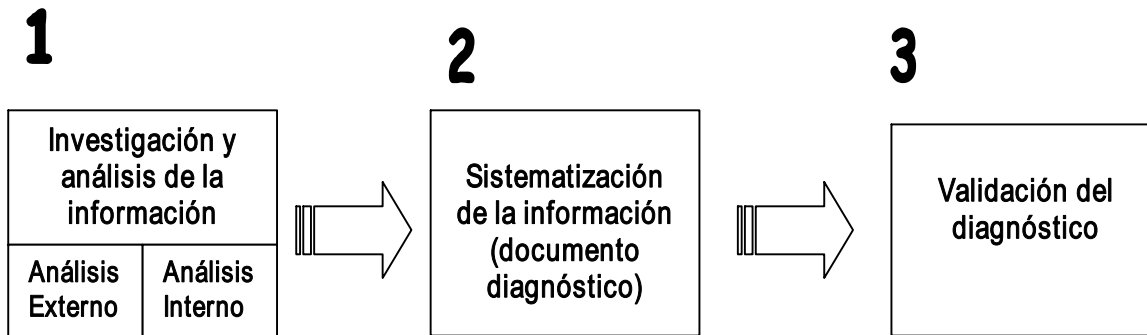 1
Investigación y
análisis de la
información
Análisis
Externo
Análisis
Interno
2
Sistematización
de la información
(documento
diagnóstico)
3
Validación del
diagnóstico